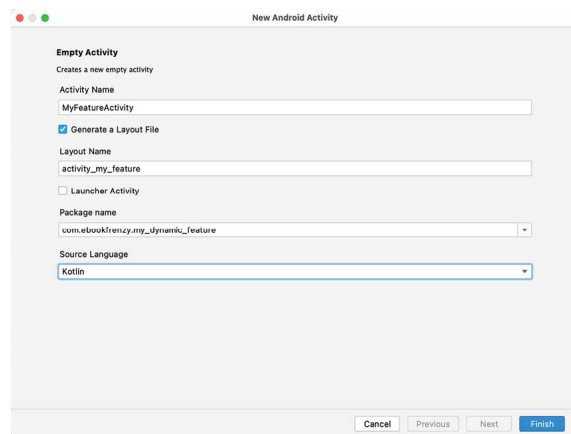 New Android Activity
Empty Activity
Creates a new empty activity
Activity Name
MyFeatureActivity
Generate a Layout File
Layout Name
activity_my_feature
Launcher Activity
Package name
com.ebookfrenzy.my_dynamic_feature
Source Language
Kotlin
Cancel Previous Next Finish